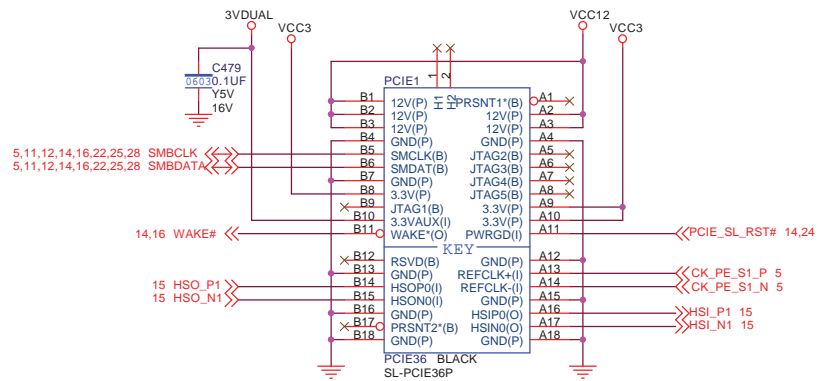 3VDUAL
VCC3
VCC12
VCC3
C479
0603
0.1UF
Y5V
16V
1
2
H1
H2
PCIE1
B1 12V(P) PRSNT1*(B) A1
B2 12V(P) 12V(P) A2
B3 12V(P) 12V(P) A3
B4 GND(P) GND(P) A4
5,11,12,14,16,22,25,28 SMBCLK B5 SMCLK(B) JTAG2(B) A5
5,11,12,14,16,22,25,28 SMBDATA B6 SMDAT(B) JTAG3(B) A6
B7 GND(P) JTAG4(B) A7
B8 3.3V(P) JTAG5(B) A8
B9 JTAG1(B) 3.3V(P) A9
B10 3.3VAUX(I) 3.3V(P) A10
14,16 WAKE# B11 WAKE*(O) PWRGD(I) A11 PCIE_SL_RST# 14,24
KEY
B12 RSVD(B) GND(P) A12
B13 GND(P) REFCLK+(I) A13 CK_PE_S1_P 5
15 HSO_P1 B14 HSOP0(I) REFCLK-(I) A14 CK_PE_S1_N 5
15 HSO_N1 B15 HSON0(I) GND(P) A15
B16 GND(P) HSIP0(O) A16 HSI_P1 15
B17 PRSNT2*(B) HSIN0(O) A17 HSI_N1 15
B18 GND(P) GND(P) A18
PCIE36 BLACK
SL-PCIE36P